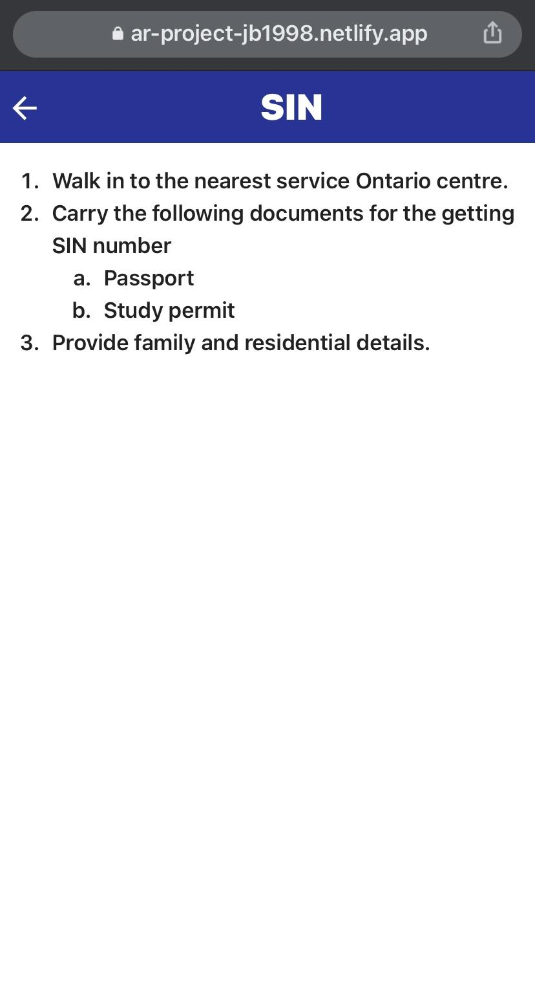 ar-project-jb1998.netlify.app
SIN
1. Walk in to the nearest service Ontario centre.
2. Carry the following documents for the getting
SIN number
a. Passport
b. Study permit
3. Provide family and residential details.